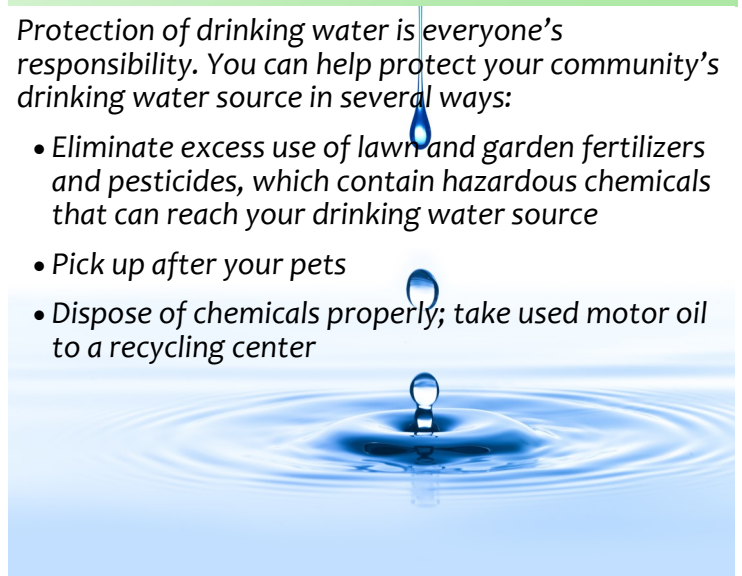 Protection of drinking water is everyone's
responsibility. You can help protect your community's
drinking water source in several ways:
• Eliminate excess use of lawn and garden fertilizers
and pesticides, which contain hazardous chemicals
that can reach your drinking water source
• Pick up after your pets
• Dispose of chemicals properly; take used motor oil
to a recycling center